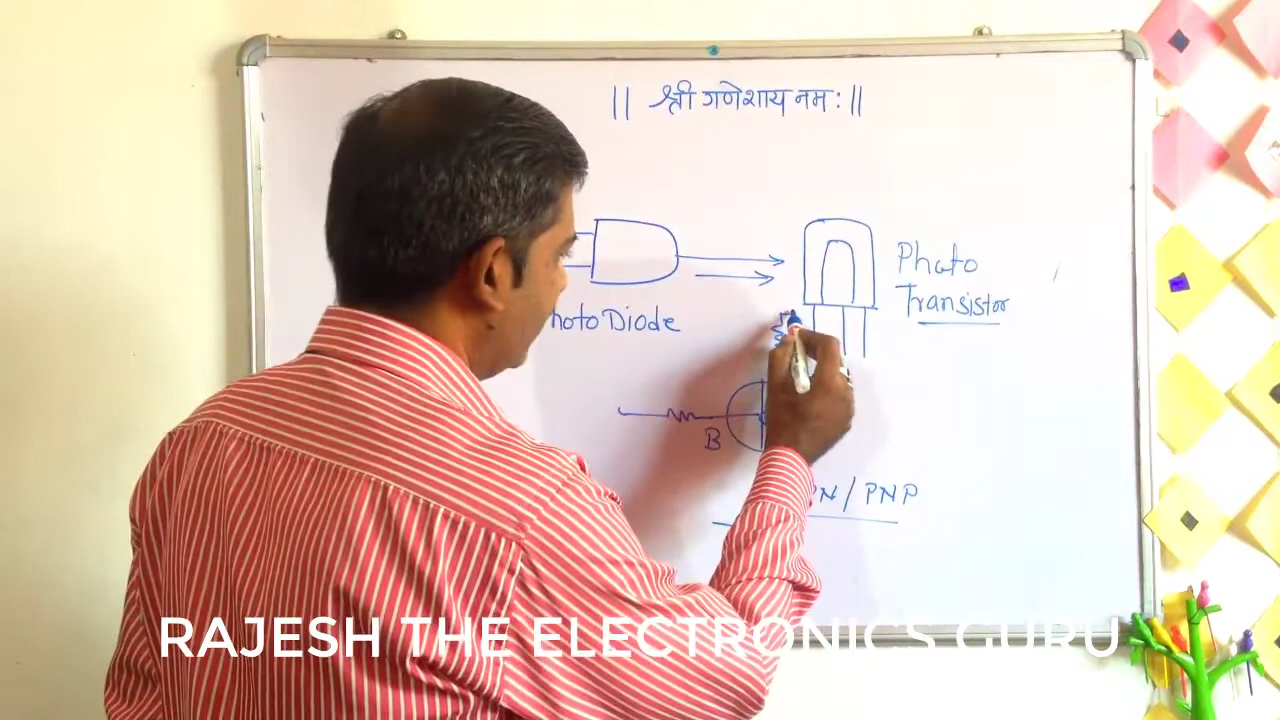 || श्री गणेशाय नमः ||
Photo
Transistor
hoto Diode
B
N / PNP
RAJESH THE ELECTRONICS GURU